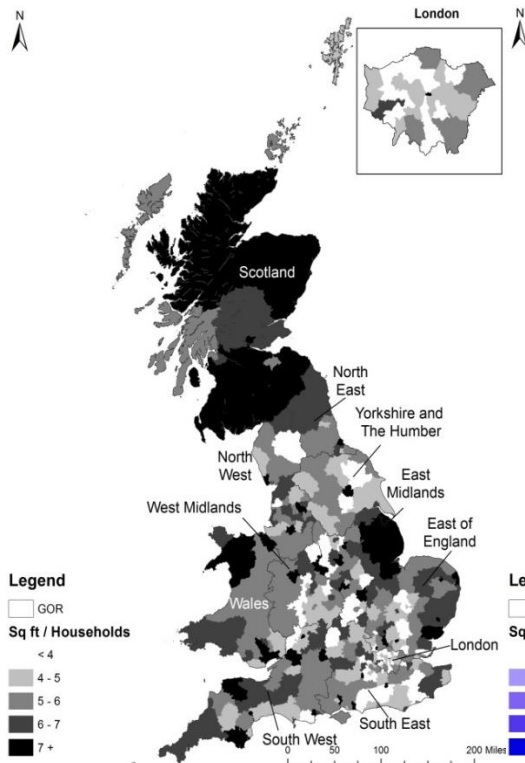 N
London
N
Scotland
North
East
Yorkshire and
The Humber
North
West
East
Midlands
West Midlands
East of
England
Legend
GOR
Sq ft / Households
< 4
4 - 5
5 - 6
6 - 7
7 +
Wales
London
South East
South West
0 25 50 100 150 200 Miles
Le
Sq